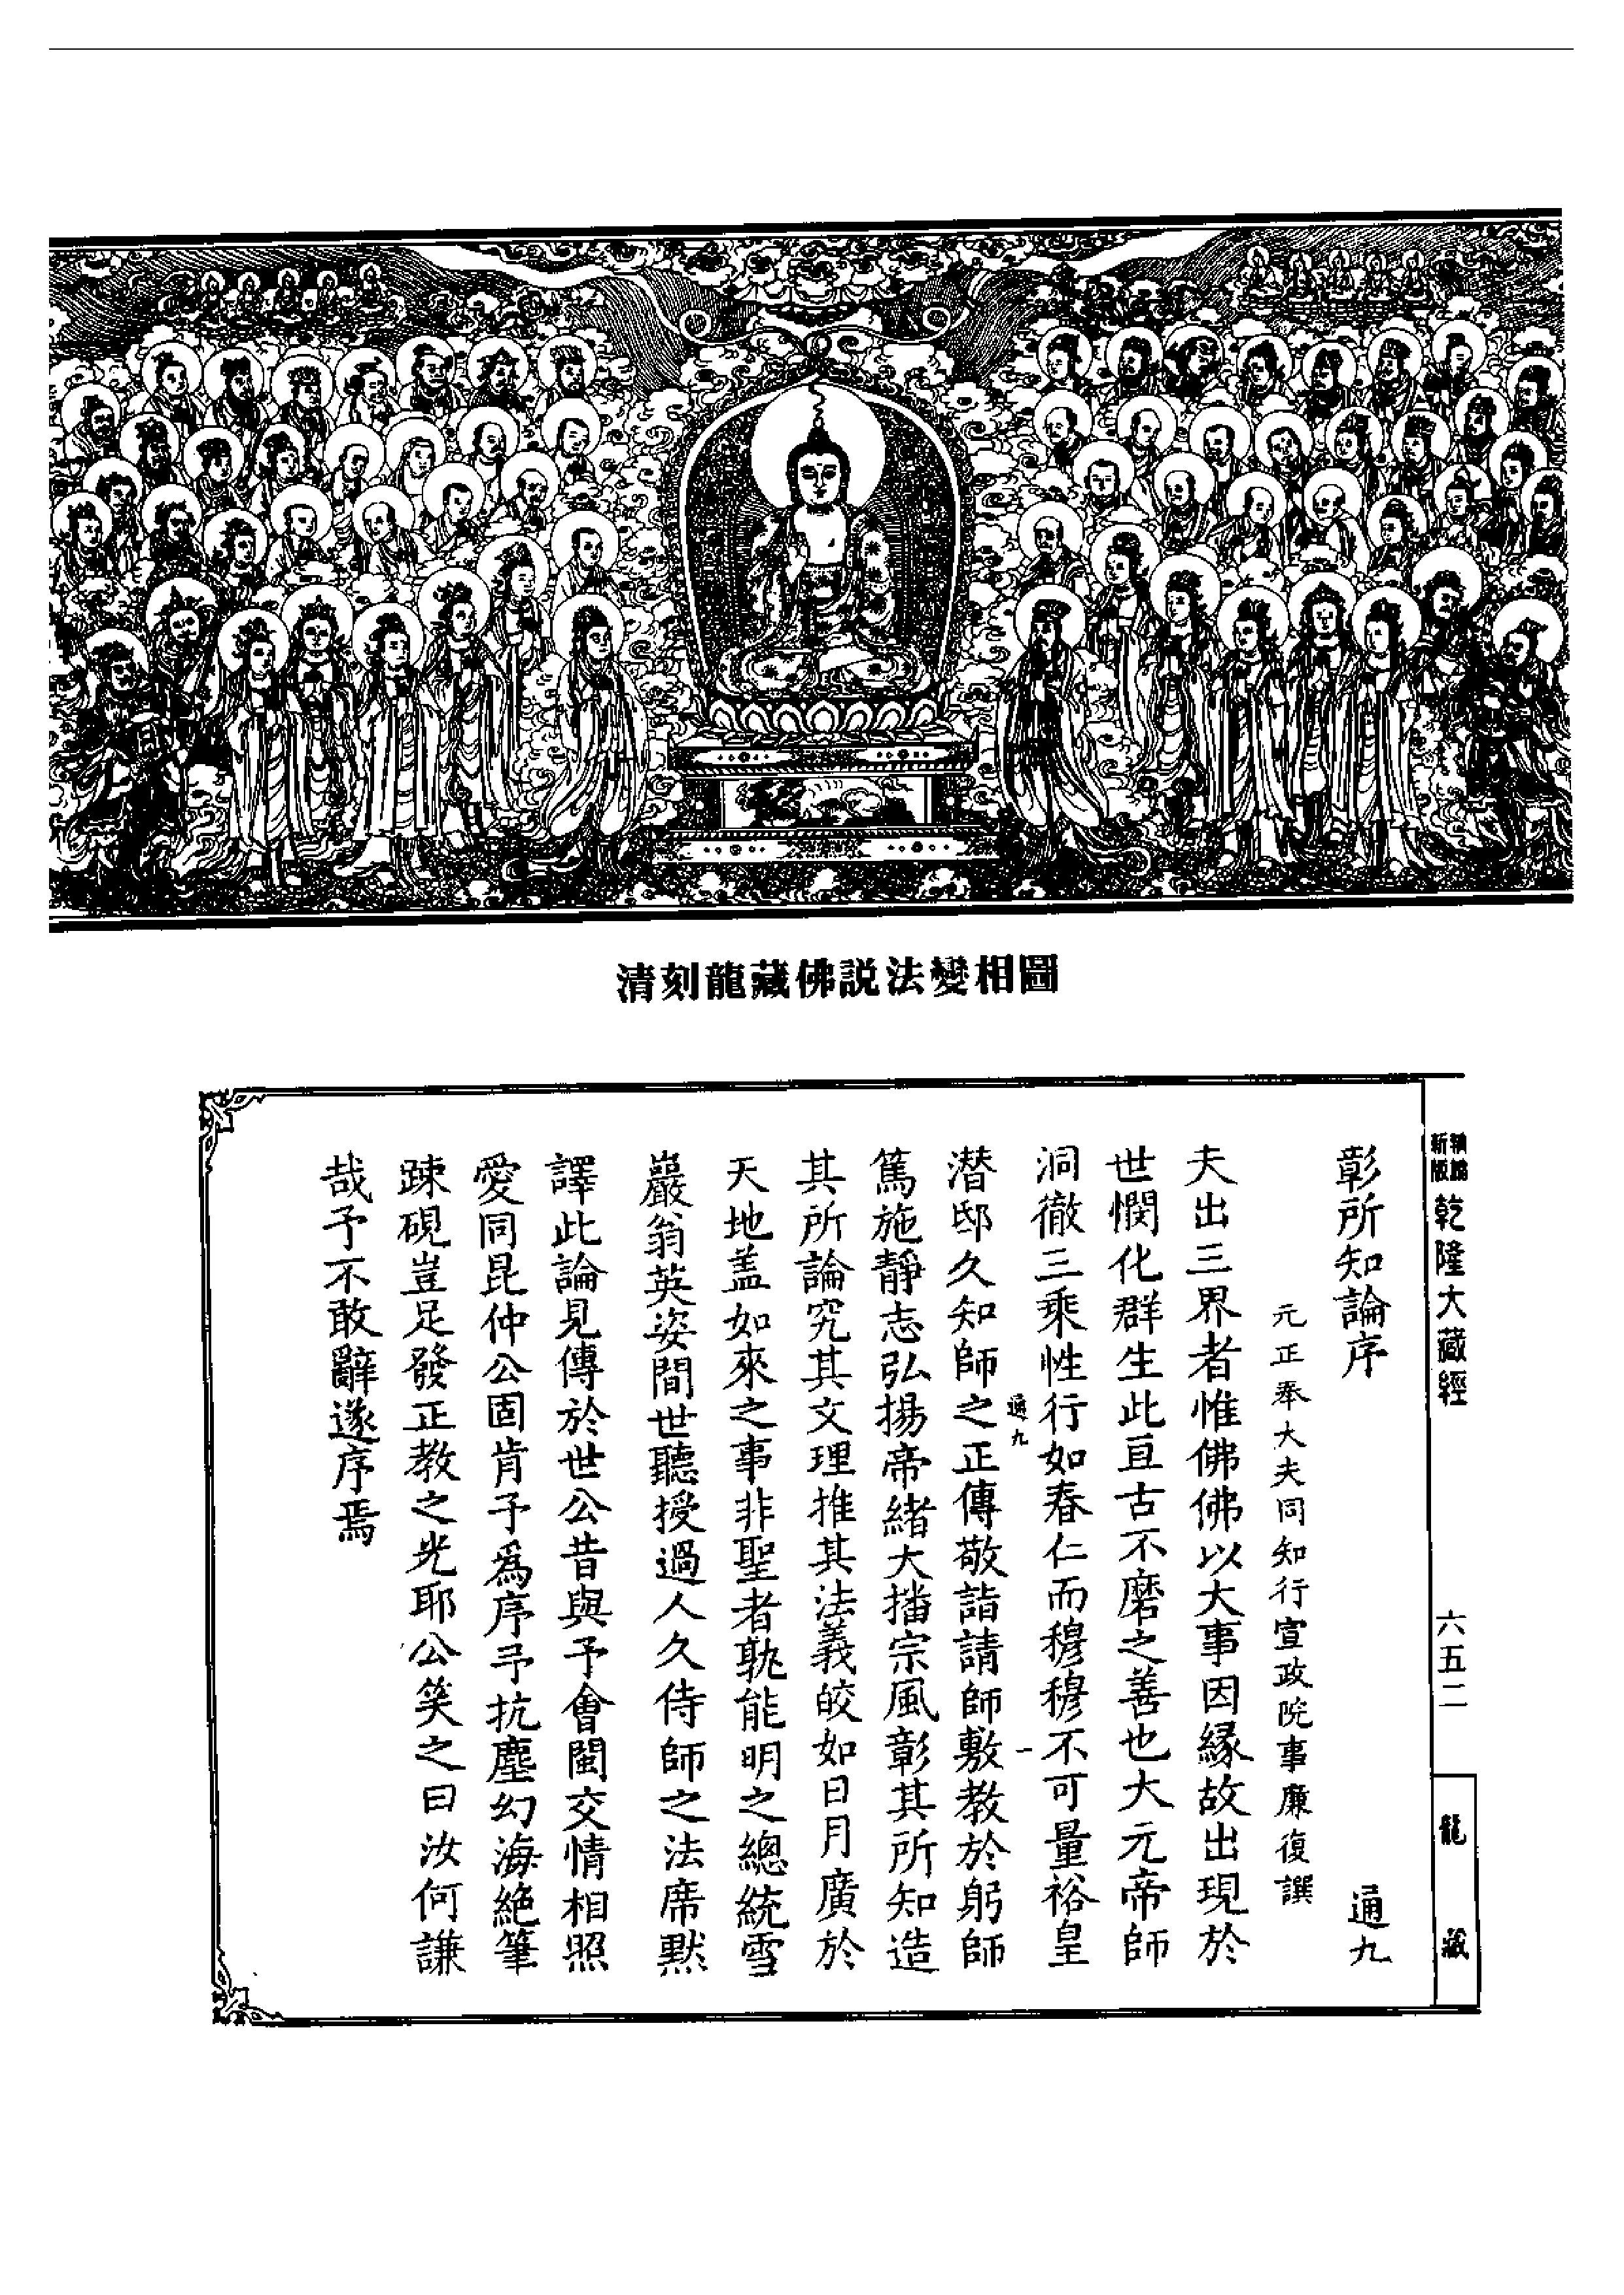 清刻龍藏佛説法變相圖
新版
乾隆大藏經
六五二
龍藏
彰所知論序 通九
元正奉大夫同知行宣政院事廉復譔
夫出三界者惟佛佛以大事因縁故出現於
世憫化群生此亘古不磨之善也大元帝師
洞徹三乘性行如春仁而穆穆不可量裕皇
通九 一
潛邸久知師之正傳敬詣請師敷教於躬師
篤施靜志弘揚帝緒大播宗風彰其所知造
其所論究其文理推其法義皎如日月廣於
天地蓋如來之事非聖者孰能明之總統雪
巖翁英姿間世聽授過人久侍師之法席默
譯此論見傳於世公昔與予會閩交情相照
愛同昆仲公固肯予爲序予抗塵幻海絶筆
踈硯豈足發正教之光耶公笑之曰汝何謙
哉予不敢辭遂序焉